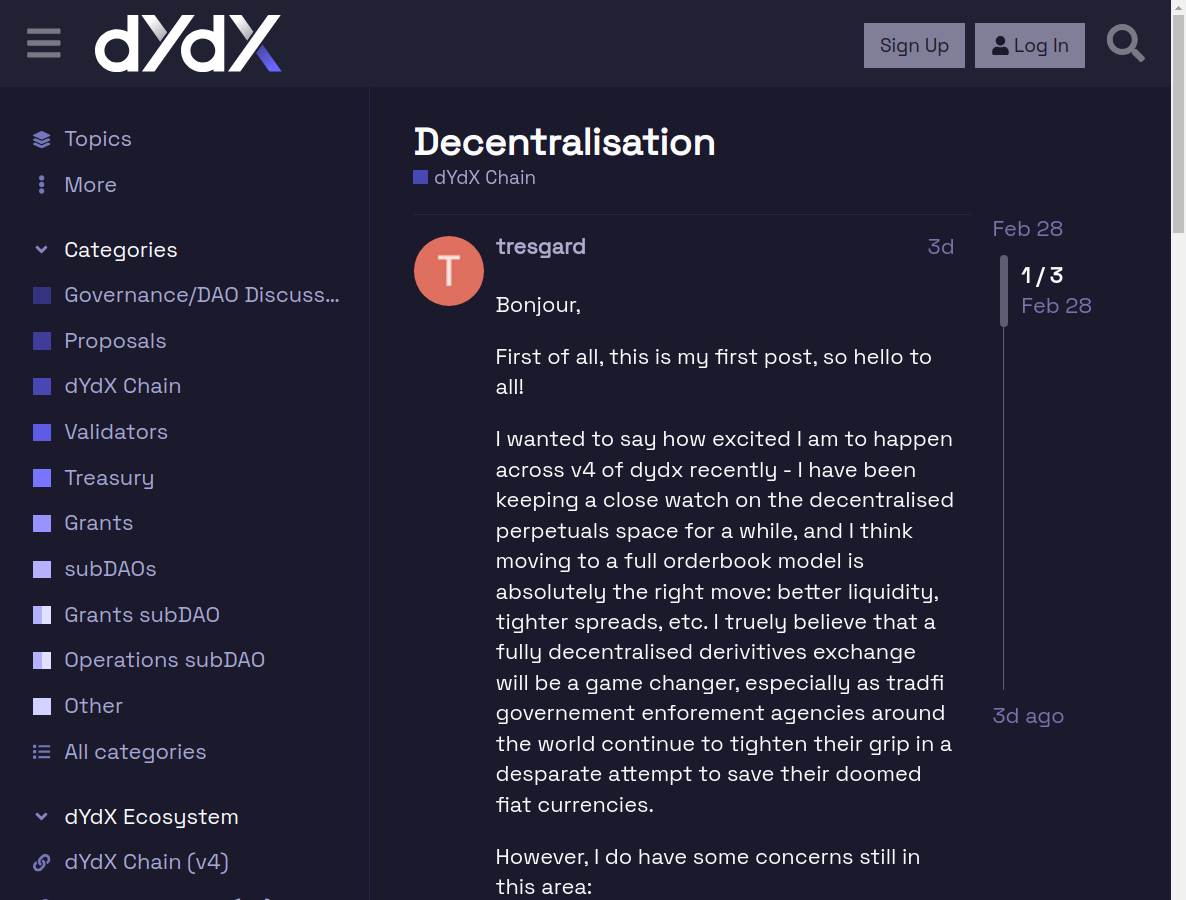 dYdX
Sign Up
Log In
Topics
More
Categories
Governance/DAO Discuss...
Proposals
dYdX Chain
Validators
Treasury
Grants
subDAOs
Grants subDAO
Operations subDAO
Other
All categories
dYdX Ecosystem
dYdX Chain (v4)
Decentralisation
dYdX Chain
T
tresgard
3d
Bonjour,
First of all, this is my first post, so hello to
all!
I wanted to say how excited I am to happen
across v4 of dydx recently - I have been
keeping a close watch on the decentralised
perpetuals space for a while, and I think
moving to a full orderbook model is
absolutely the right move: better liquidity,
tighter spreads, etc. I truely believe that a
fully decentralised derivitives exchange
will be a game changer, especially as tradfi
governement enforement agencies around
the world continue to tighten their grip in a
desparate attempt to save their doomed
fiat currencies.
However, I do have some concerns still in
this area:
Feb 28
1 / 3
Feb 28
3d ago